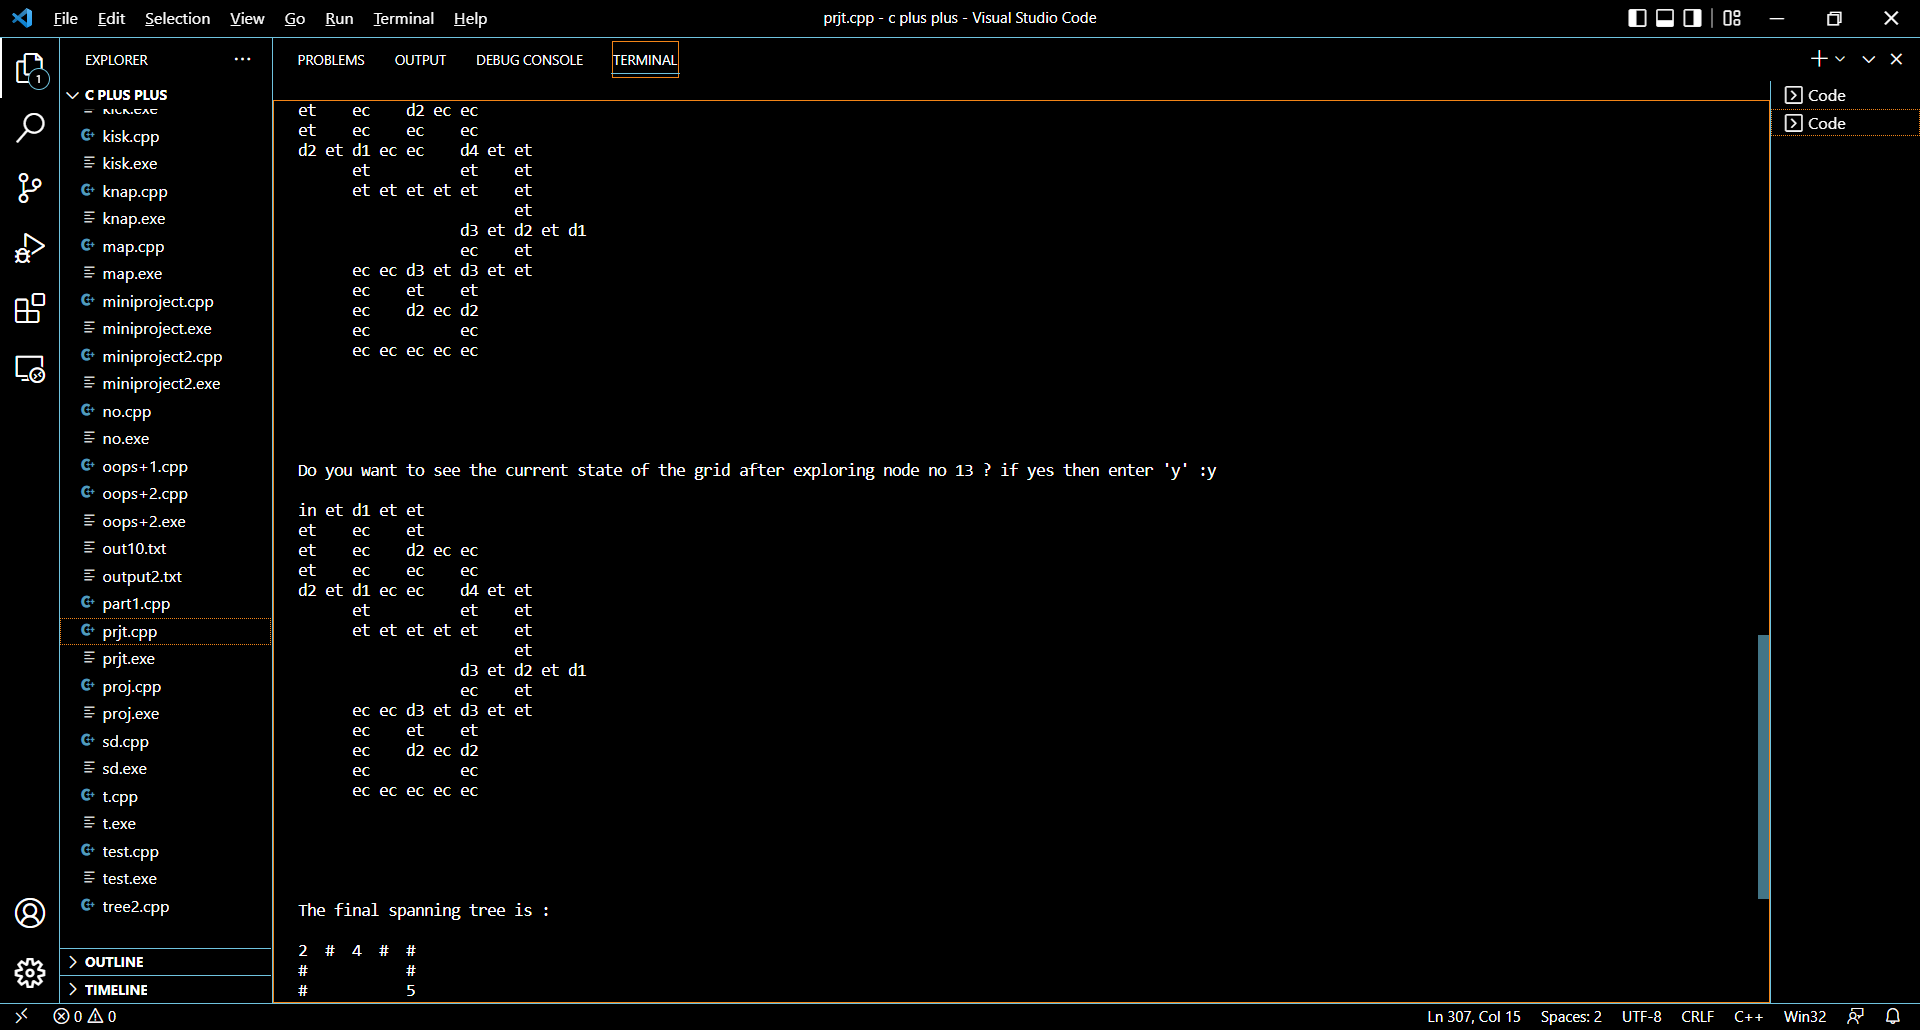 File Edit Selection View Go Run Terminal Help
prjt.cpp - c plus plus - Visual Studio Code
EXPLORER
1
C PLUS PLUS
kick.exe
kisk.cpp
kisk.exe
knap.cpp
knap.exe
map.cpp
map.exe
miniproject.cpp
miniproject.exe
miniproject2.cpp
miniproject2.exe
no.cpp
no.exe
oops+1.cpp
oops+2.cpp
oops+2.exe
out10.txt
output2.txt
part1.cpp
prjt.cpp
prjt.exe
proj.cpp
proj.exe
sd.cpp
sd.exe
t.cpp
t.exe
test.cpp
test.exe
tree2.cpp
OUTLINE
TIMELINE
PROBLEMS OUTPUT DEBUG CONSOLE TERMINAL
et    ec    d2 ec ec
et    ec    ec    ec
d2 et d1 ec ec    d4 et et
      et          et    et
      et et et et et    et
                        et
                  d3 et d2 et d1
                  ec    et
      ec ec d3 et d3 et et
      ec    et    et
      ec    d2 ec d2
      ec          ec
      ec ec ec ec ec
Do you want to see the current state of the grid after exploring node no 13 ? if yes then enter 'y' :y
in et d1 et et
et    ec    et
et    ec    d2 ec ec
et    ec    ec    ec
d2 et d1 ec ec    d4 et et
      et          et    et
      et et et et et    et
                        et
                  d3 et d2 et d1
                  ec    et
      ec ec d3 et d3 et et
      ec    et    et
      ec    d2 ec d2
      ec          ec
      ec ec ec ec ec
The final spanning tree is :
2  #  4  #  #
#           #
#           5
Code
Code
0 0
Ln 307, Col 15 Spaces: 2 UTF-8 CRLF C++ Win32